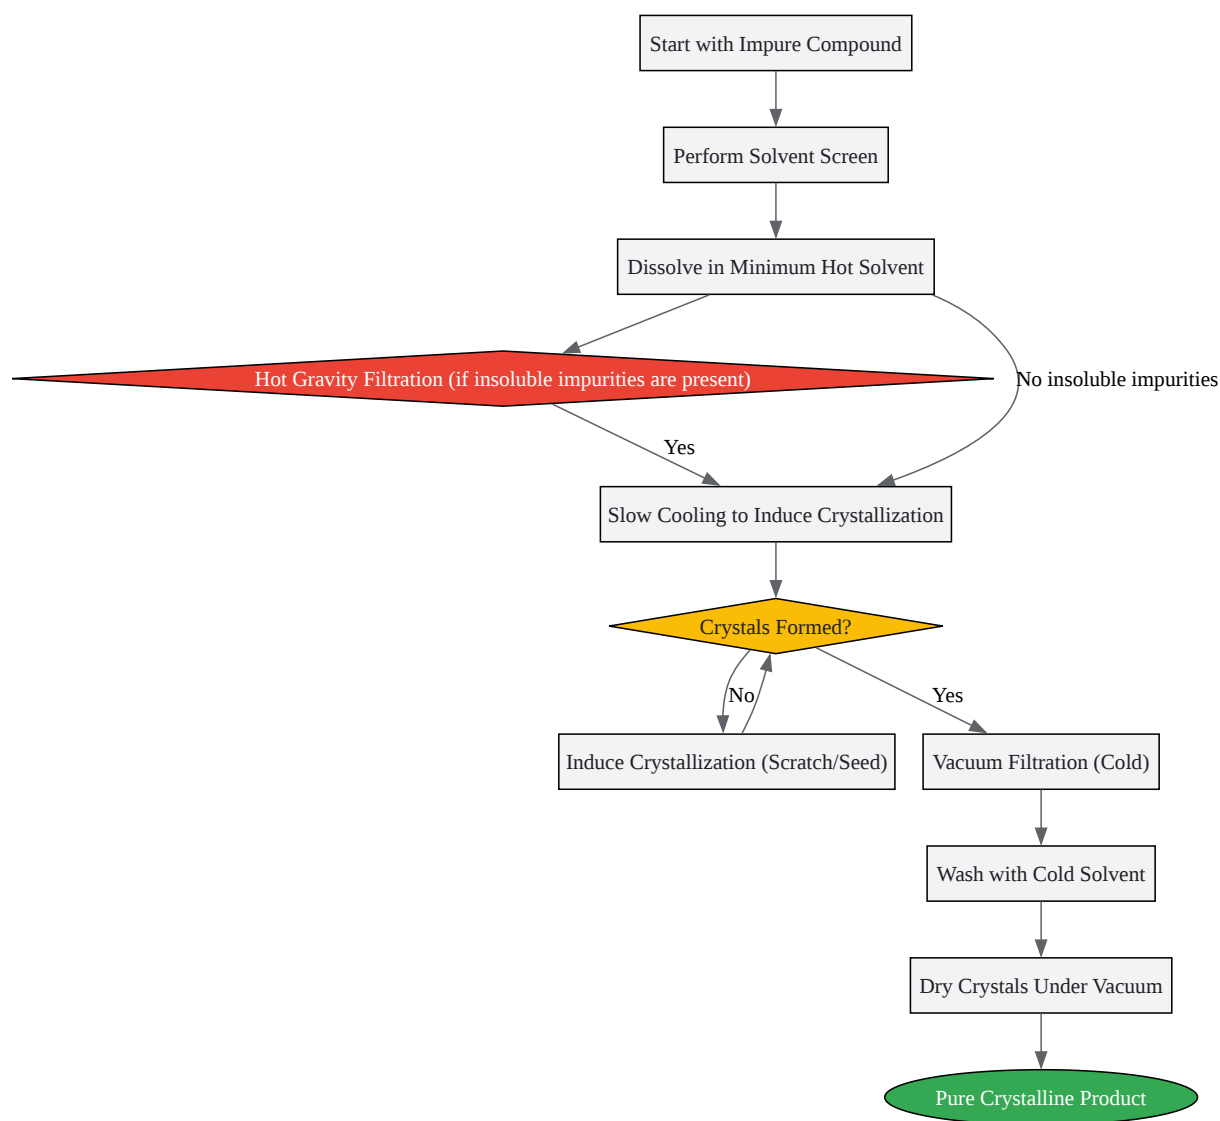 Start with Impure Compound
Perform Solvent Screen
Dissolve in Minimum Hot Solvent
Hot Gravity Filtration (if insoluble impurities are present)
No insoluble impurities
Yes
Slow Cooling to Induce Crystallization
Crystals Formed?
No
Yes
Induce Crystallization (Scratch/Seed)
Vacuum Filtration (Cold)
Wash with Cold Solvent
Dry Crystals Under Vacuum
Pure Crystalline Product